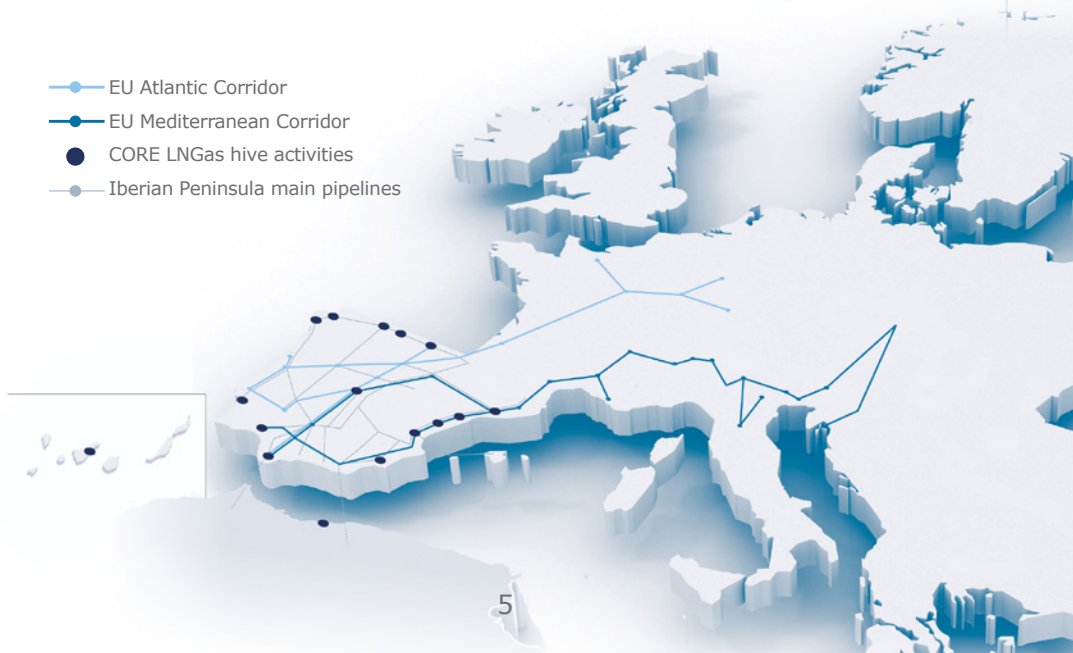 EU Atlantic Corridor
EU Mediterranean Corridor
CORE LNGas hive activities
Iberian Peninsula main pipelines
5